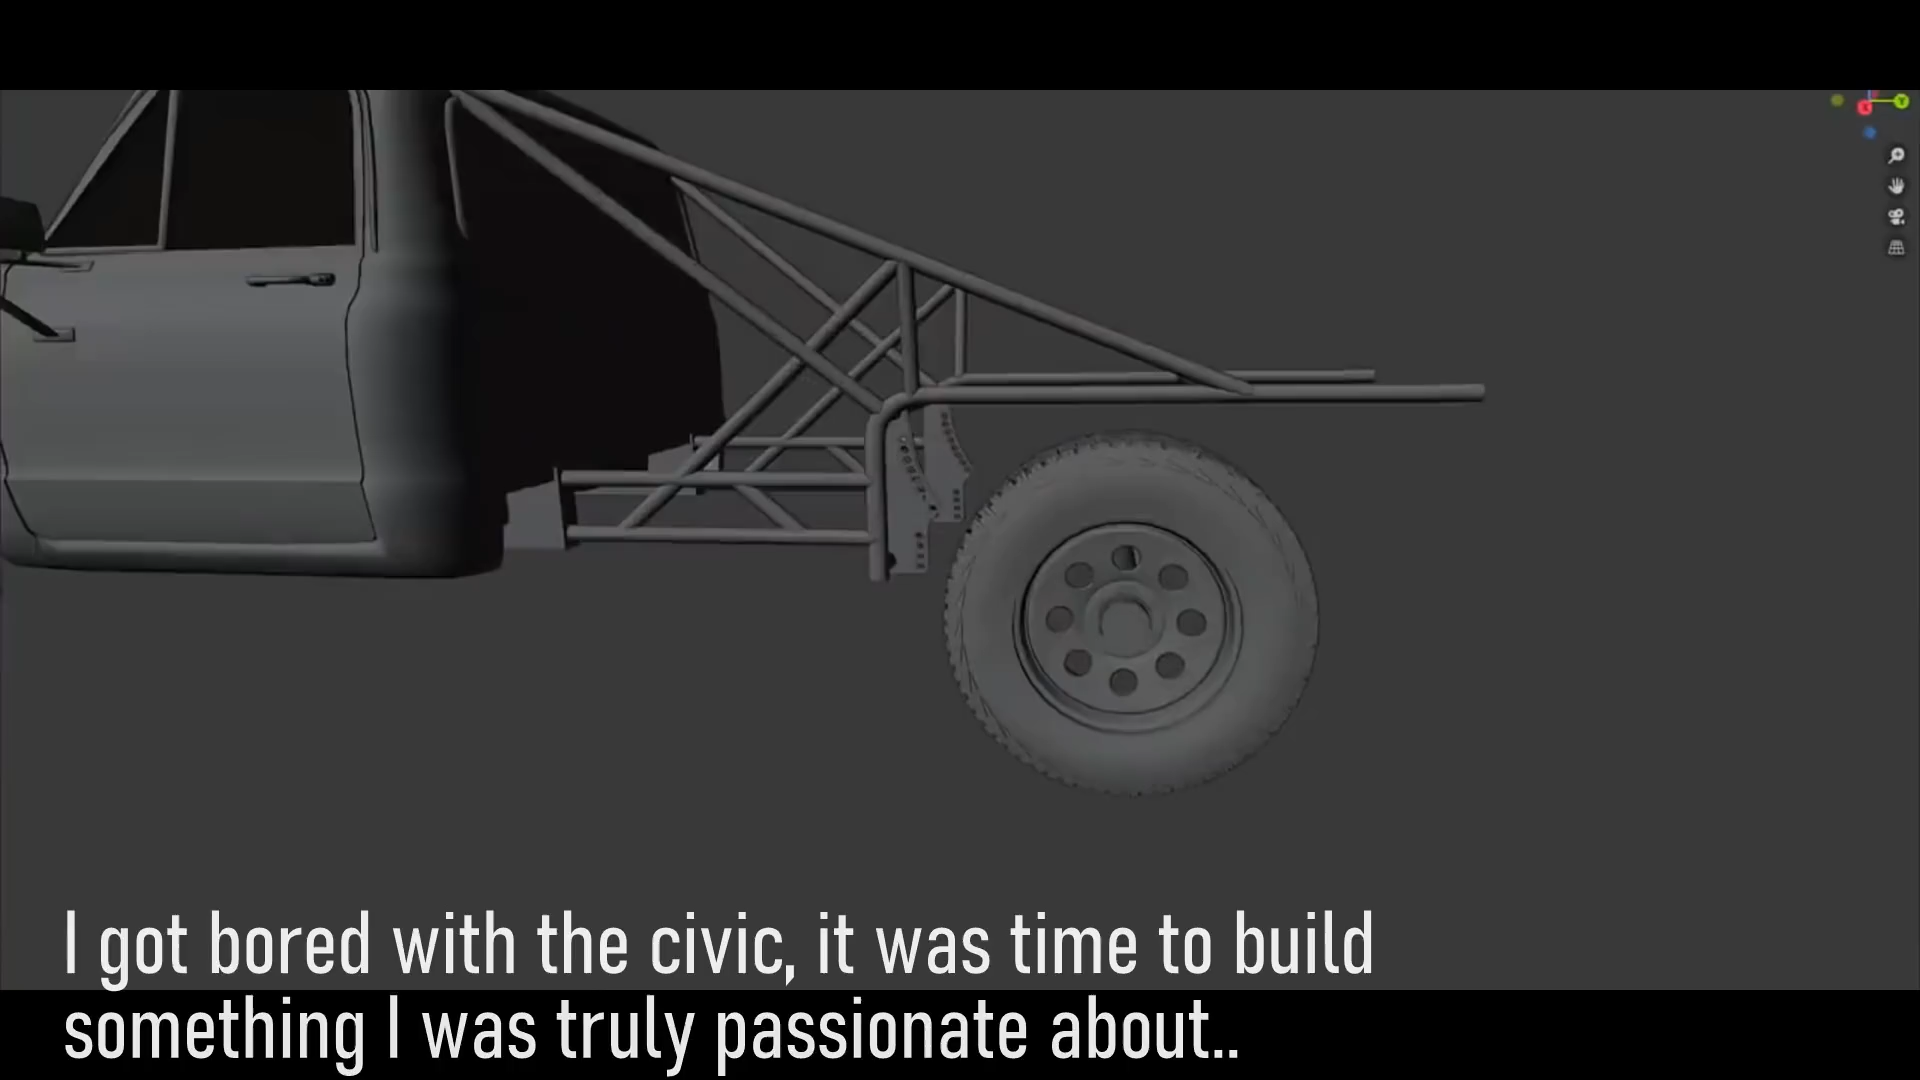 I got bored with the civic, it was time to build
something I was truly passionate about..